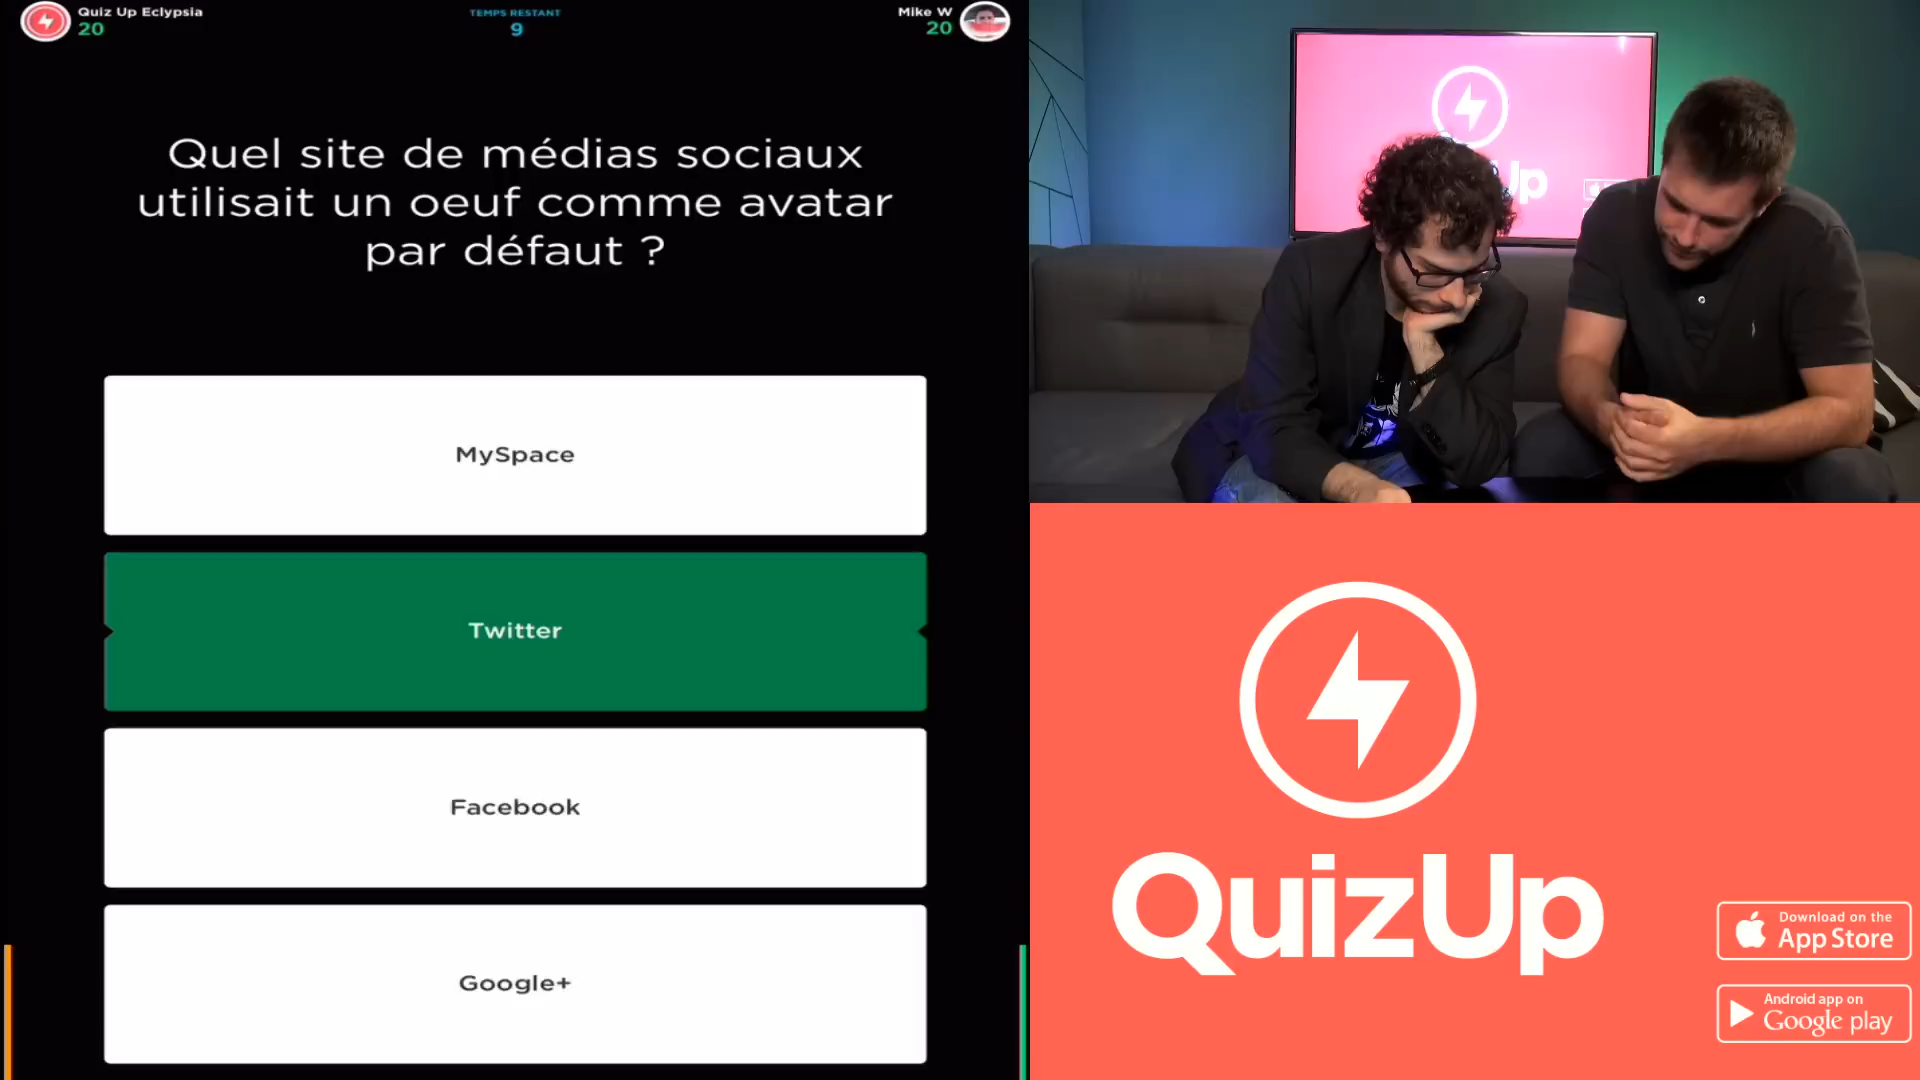 Quiz Up Eclypsia
20
TEMPS RESTANT
9
Mike W
20
Quel site de médias sociaux
utilisait un oeuf comme avatar
par défaut ?
MySpace
Twitter
Facebook
Google+
QuizUp
Download on the
App Store
Android app on
Google play